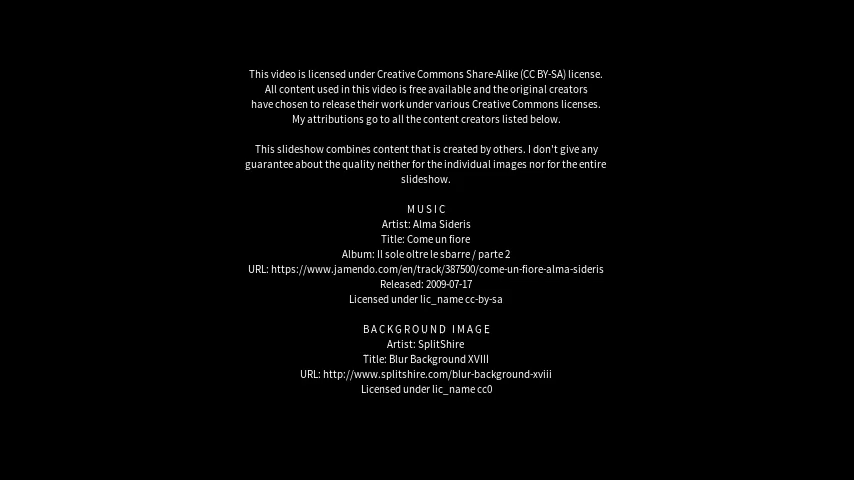 This video is licensed under Creative Commons Share-Alike (CC BY-SA) license.
All content used in this video is free available and the original creators
have chosen to release their work under various Creative Commons licenses.
My attributions go to all the content creators listed below.
This slideshow combines content that is created by others. I don't give any
guarantee about the quality neither for the individual images nor for the entire
slideshow.
MUSIC
Artist: Alma Sideris
Title: Come un fiore
Album: Il sole oltre le sbarre / parte 2
URL: https://www.jamendo.com/en/track/387500/come-un-fiore-alma-sideris
Released: 2009-07-17
Licensed under lic_name cc-by-sa
BACKGROUND IMAGE
Artist: SplitShire
Title: Blur Background XVIII
URL: http://www.splitshire.com/blur-background-xviii
Licensed under lic_name cc0